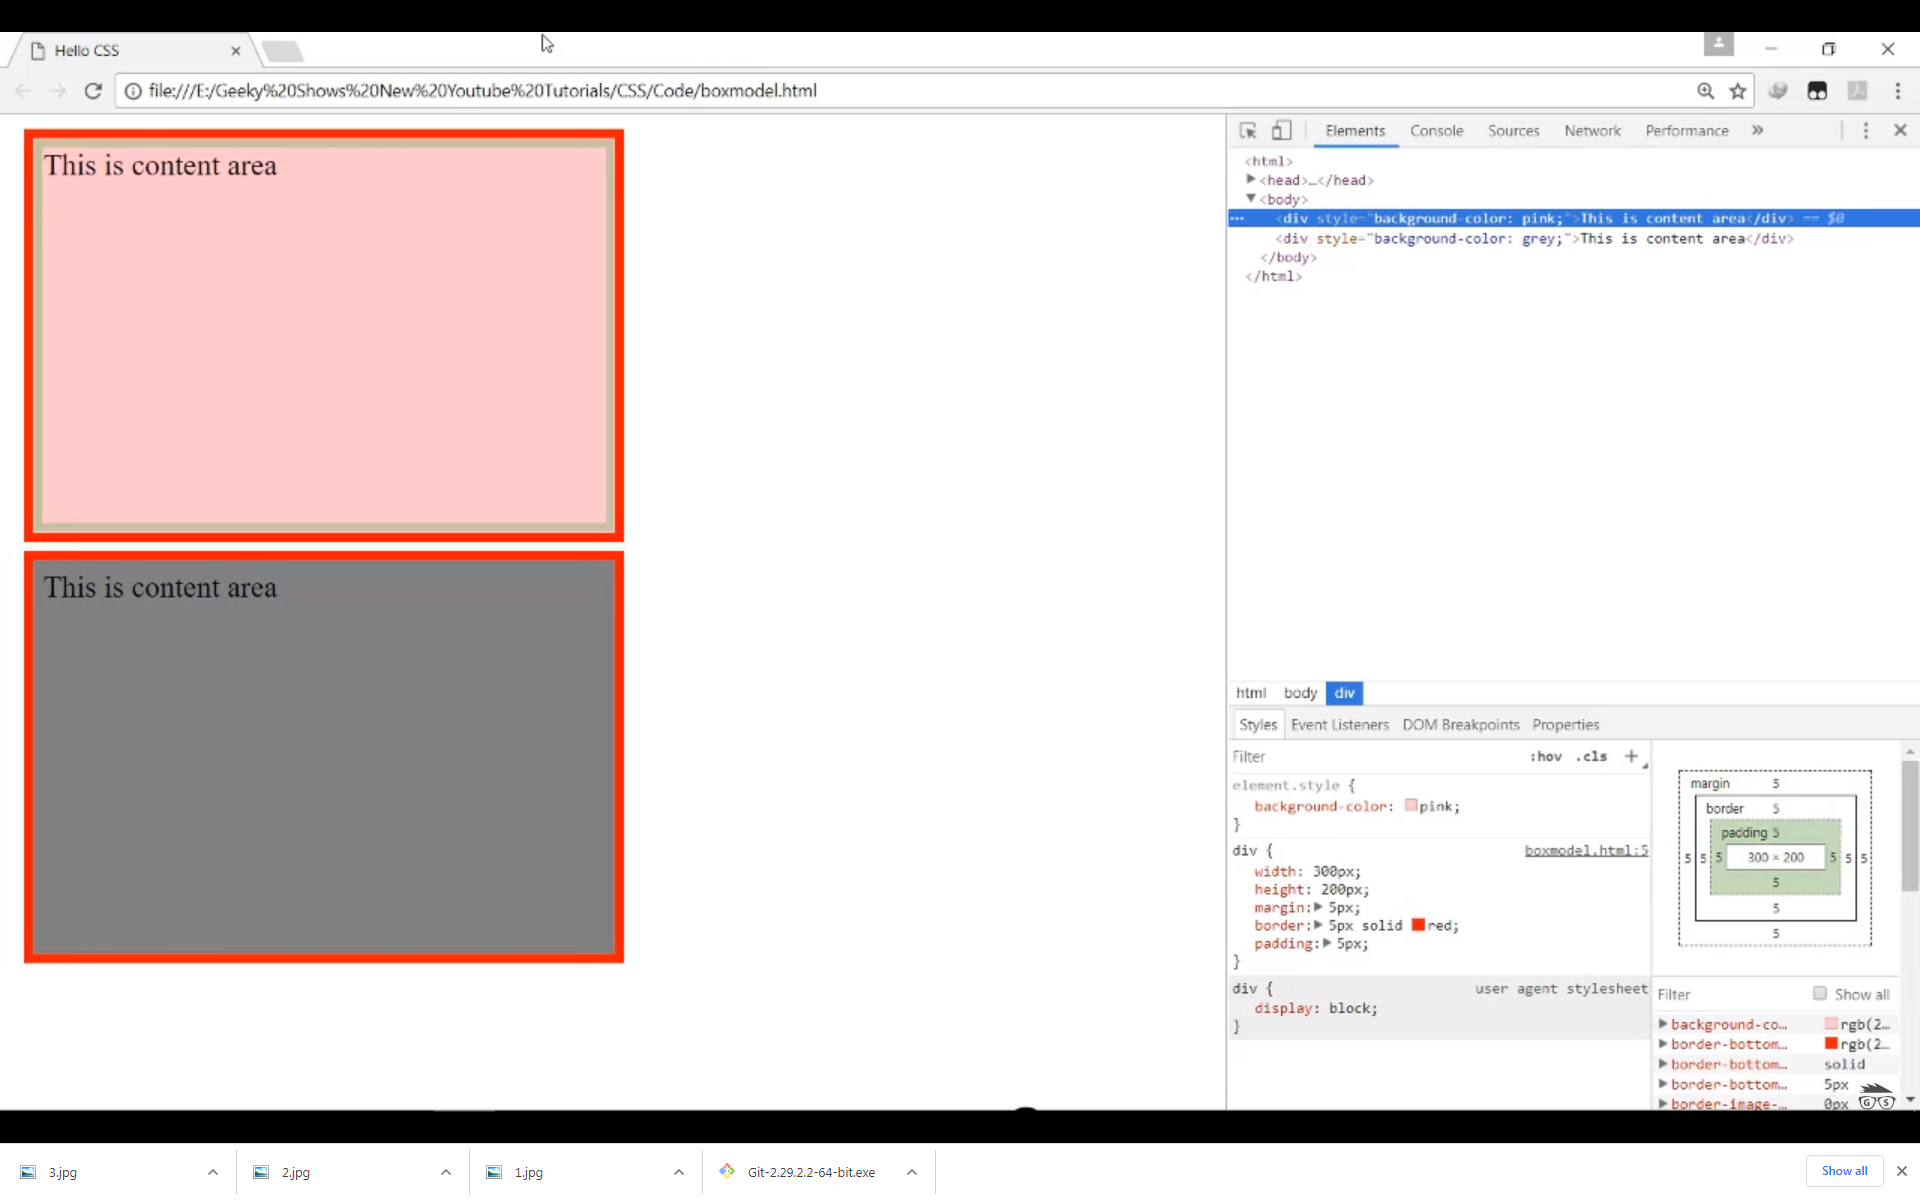 Hello CSS
file:///E:/Geeky%20Shows%20New%20Youtube%20Tutorials/CSS/Code/boxmodel.html
This is content area
This is content area
Elements Console Sources Network Performance »
<html>
<head>…</head>
<body>
<div style="background-color: pink;">This is content area</div> == $0
<div style="background-color: grey;">This is content area</div>
</body>
</html>
html body div
Styles Event Listeners DOM Breakpoints Properties
Filter :hov .cls +
element.style {
background-color: pink;
}
div { boxmodel.html:5
width: 300px;
height: 200px;
margin: 5px;
border: 5px solid red;
padding: 5px;
}
div { user agent stylesheet
display: block;
}
margin 5
border 5
padding 5
5 5 5 300 × 200 5 5 5
5
5
5
Filter Show all
background-co… rgb(2…
border-bottom… rgb(2…
border-bottom… solid
border-bottom… 5px
border-image-… 0px
G S
3.jpg 2.jpg 1.jpg Git-2.29.2.2-64-bit.exe Show all